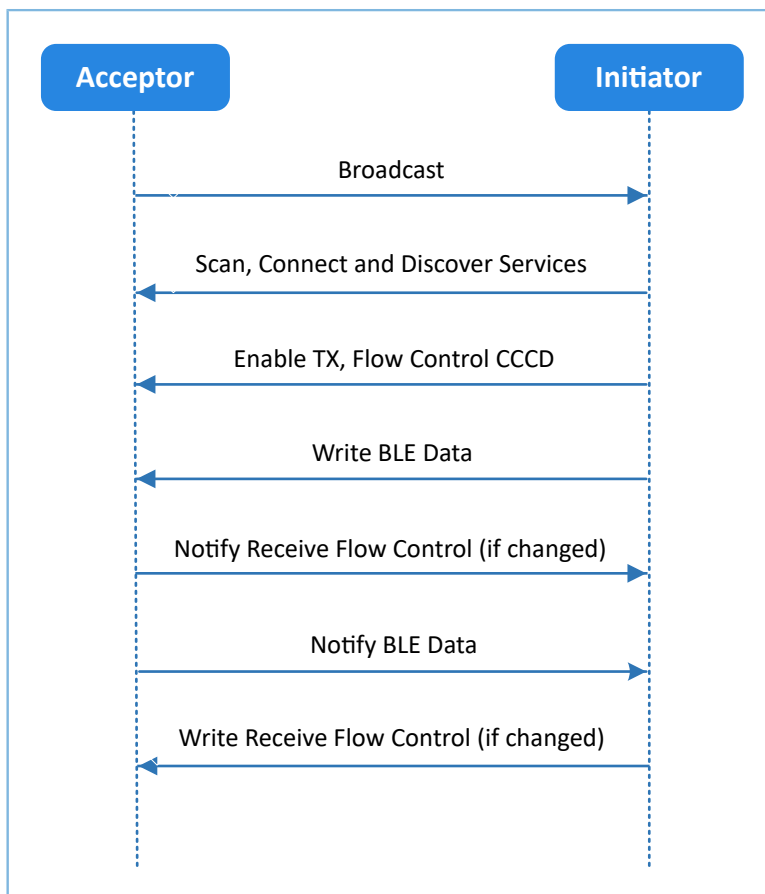 Acceptor
Initiator
Broadcast
Scan, Connect and Discover Services
Enable TX, Flow Control CCCD
Write BLE Data
Notify Receive Flow Control (if changed)
Notify BLE Data
Write Receive Flow Control (if changed)